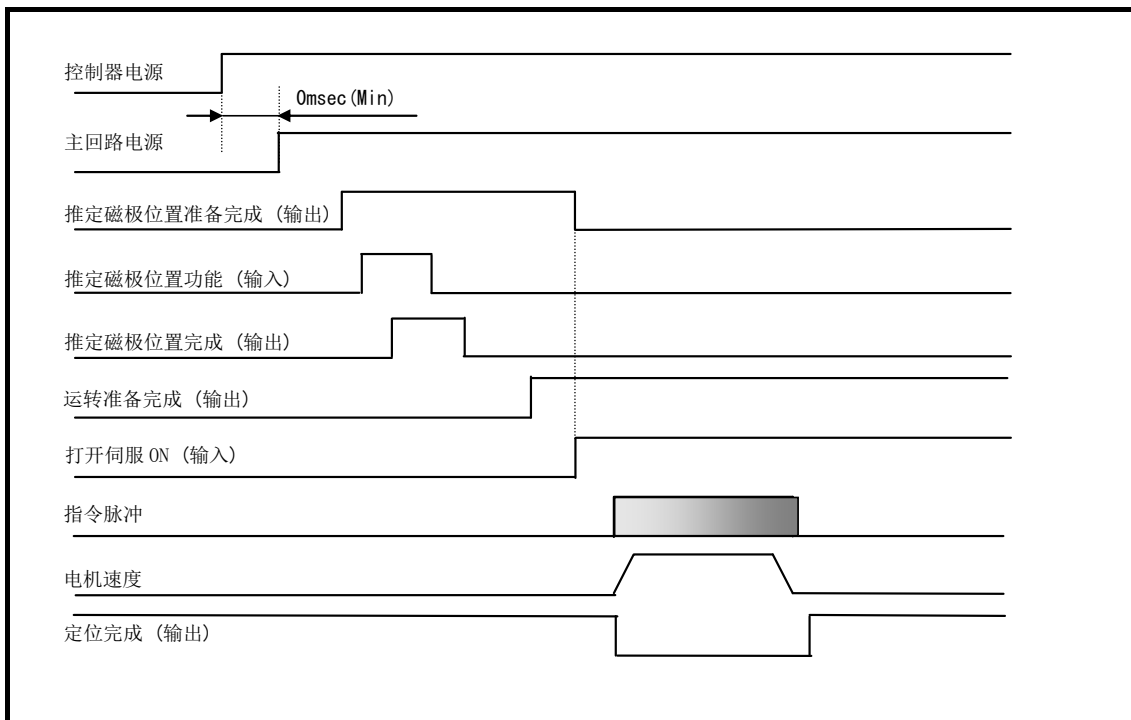 控制器电源
0msec(Min)
主回路电源
推定磁极位置准备完成 (输出)
推定磁极位置功能 (输入)
推定磁极位置完成 (输出)
运转准备完成 (输出)
打开伺服 ON (输入)
指令脉冲
电机速度
定位完成 (输出)